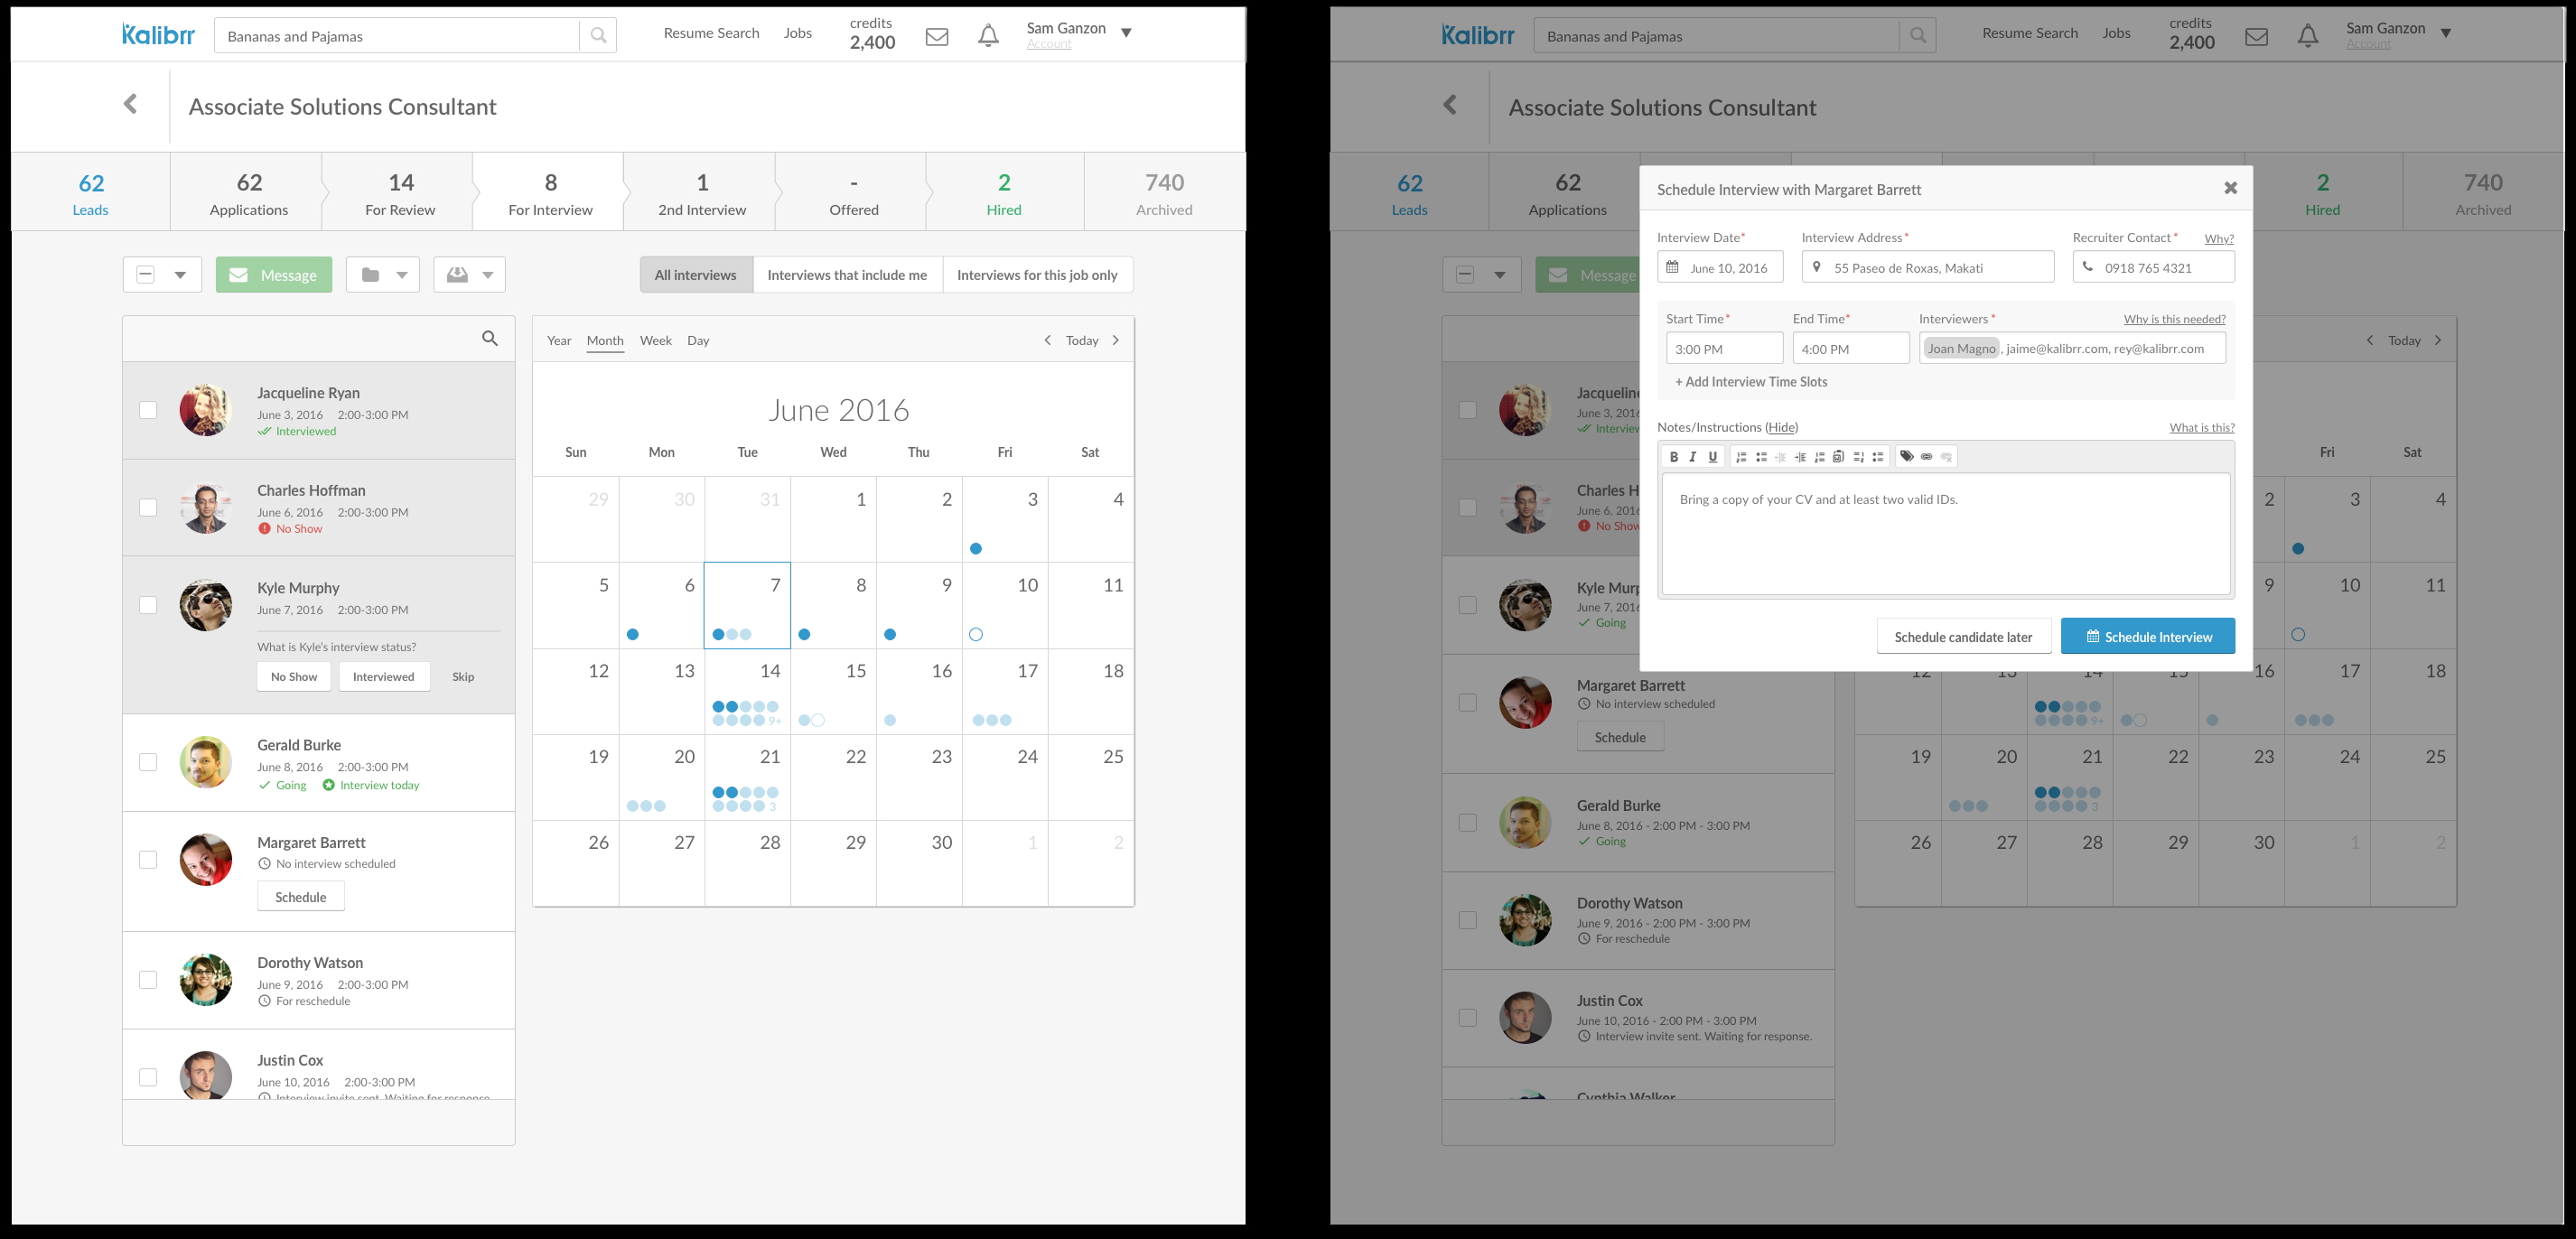 Kalibrr
Bananas and Pajamas
Resume Search
Jobs
credits
2,400
Sam Ganzon
Account
Associate Solutions Consultant
62
Leads
62
Applications
14
For Review
8
For Interview
1
2nd Interview
-
Offered
2
Hired
740
Archived
Message
All interviews
Interviews that include me
Interviews for this job only
Jacqueline Ryan
June 3, 2016 2:00-3:00 PM
Interviewed
Charles Hoffman
June 6, 2016 2:00-3:00 PM
No Show
Kyle Murphy
June 7, 2016 2:00-3:00 PM
What is Kyle's interview status?
No Show Interviewed Skip
Gerald Burke
June 8, 2016 2:00-3:00 PM
Going Interview today
Margaret Barrett
No interview scheduled
Schedule
Dorothy Watson
June 9, 2016 2:00-3:00 PM
For reschedule
Justin Cox
June 10, 2016 2:00-3:00 PM
Interview invite sent. Waiting for response.
Year Month Week Day
Today
June 2016
Sun Mon Tue Wed Thu Fri Sat
29 30 31 1 2 3 4
5 6 7 8 9 10 11
12 13 14 15 16 17 18
9+
19 20 21 22 23 24 25
3
26 27 28 29 30 1 2
Kalibrr
Bananas and Pajamas
Resume Search
Jobs
credits
2,400
Sam Ganzon
Account
Associate Solutions Consultant
62
Leads
62
Applications
2
Hired
740
Archived
Message
Schedule Interview with Margaret Barrett
Interview Date*
June 10, 2016
Interview Address*
55 Paseo de Roxas, Makati
Recruiter Contact*
Why?
0918 765 4321
Start Time*
3:00 PM
End Time*
4:00 PM
Interviewers*
Why is this needed?
Joan Magno, jaime@kalibrr.com, rey@kalibrr.com
+ Add Interview Time Slots
Notes/Instructions (Hide)
What is this?
B I U
Bring a copy of your CV and at least two valid IDs.
Schedule candidate later
Schedule Interview
Jacquelin
June 3, 2016
Interview
Charles H
June 6, 2016
No Show
Kyle Murp
June 7, 2016
Going
Margaret Barrett
No interview scheduled
Schedule
Gerald Burke
June 8, 2016 - 2:00 PM - 3:00 PM
Going
Dorothy Watson
June 9, 2016 - 2:00 PM - 3:00 PM
For reschedule
Justin Cox
June 10, 2016 - 2:00 PM - 3:00 PM
Interview invite sent. Waiting for response.
Cynthia Walker
Today
Fri Sat
2 3 4
9 10 11
12 13 14 15 16 17 18
9+
19 20 21 22 23 24 25
3
26 27 28 29 30 1 2